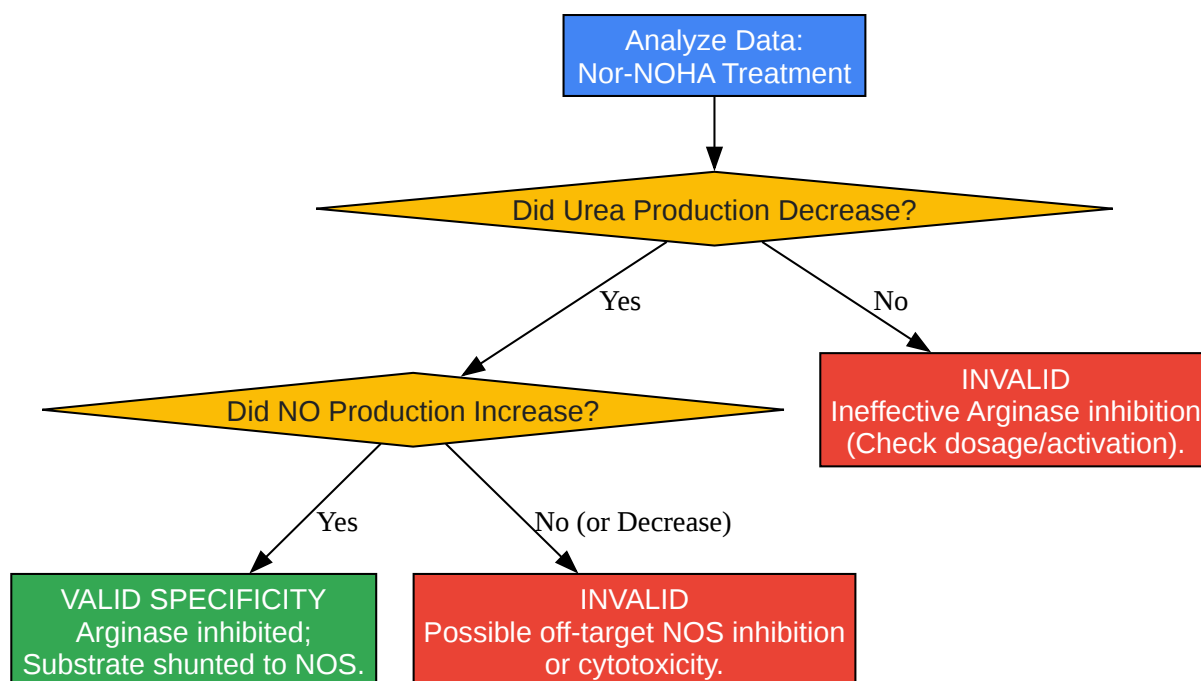 Analyze Data:
Nor-NOHA Treatment
Did Urea Production Decrease?
Yes
No
Did NO Production Increase?
INVALID
Ineffective Arginase inhibition
(Check dosage/activation).
Yes
No (or Decrease)
VALID SPECIFICITY
Arginase inhibited;
Substrate shunted to NOS.
INVALID
Possible off-target NOS inhibition
or cytotoxicity.